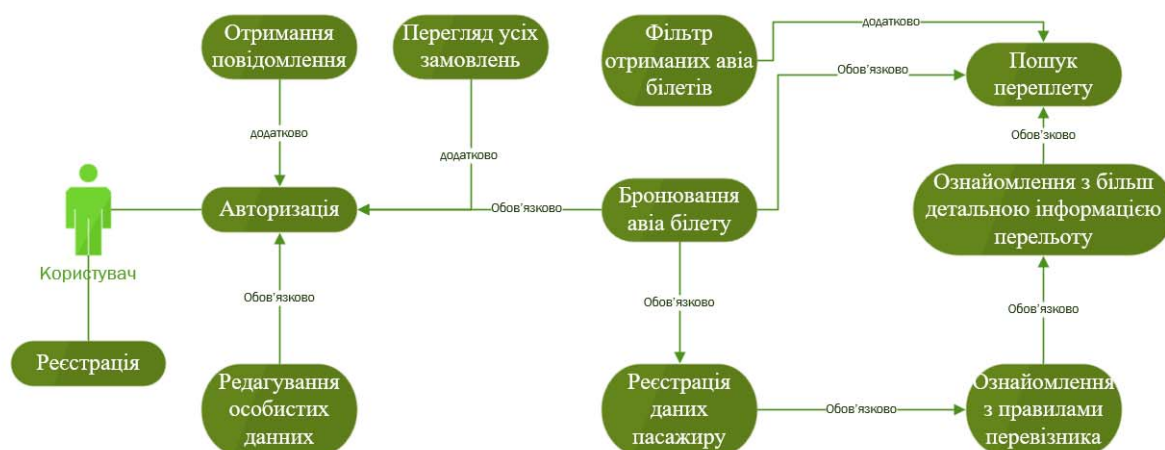 Отримання
повідомлення
Перегляд усіх
замовлень
Фільтр
отриманих авіа
білетів
додатково
Пошук
переплету
Обов'язково
додатково
додатково
Обов'зково
Авторизація
Обов'язково
Бронювання
авіа білету
Ознайомлення з більш
детальною інформацією
перельоту
Користувач
Обов'язково
Обов'язково
Обов'язково
Реєстрація
Редагування
особистих
данних
Реєстрація
даних
пасажиру
Обов'язково
Ознайомлення
з правилами
перевізника